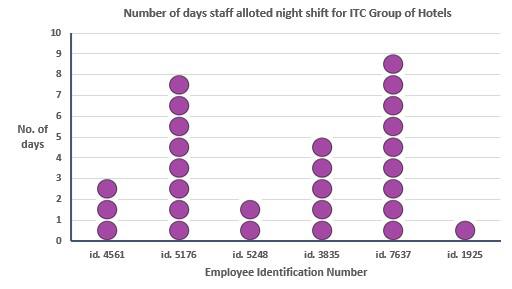 Number of days staff alloted night shift for ITC Group of Hotels
10
9
8
7
6
5
4
3
2
1
0
No. of
days
id. 4561 id. 5176 id. 5248 id. 3835 id. 7637 id. 1925
Employee Identification Number